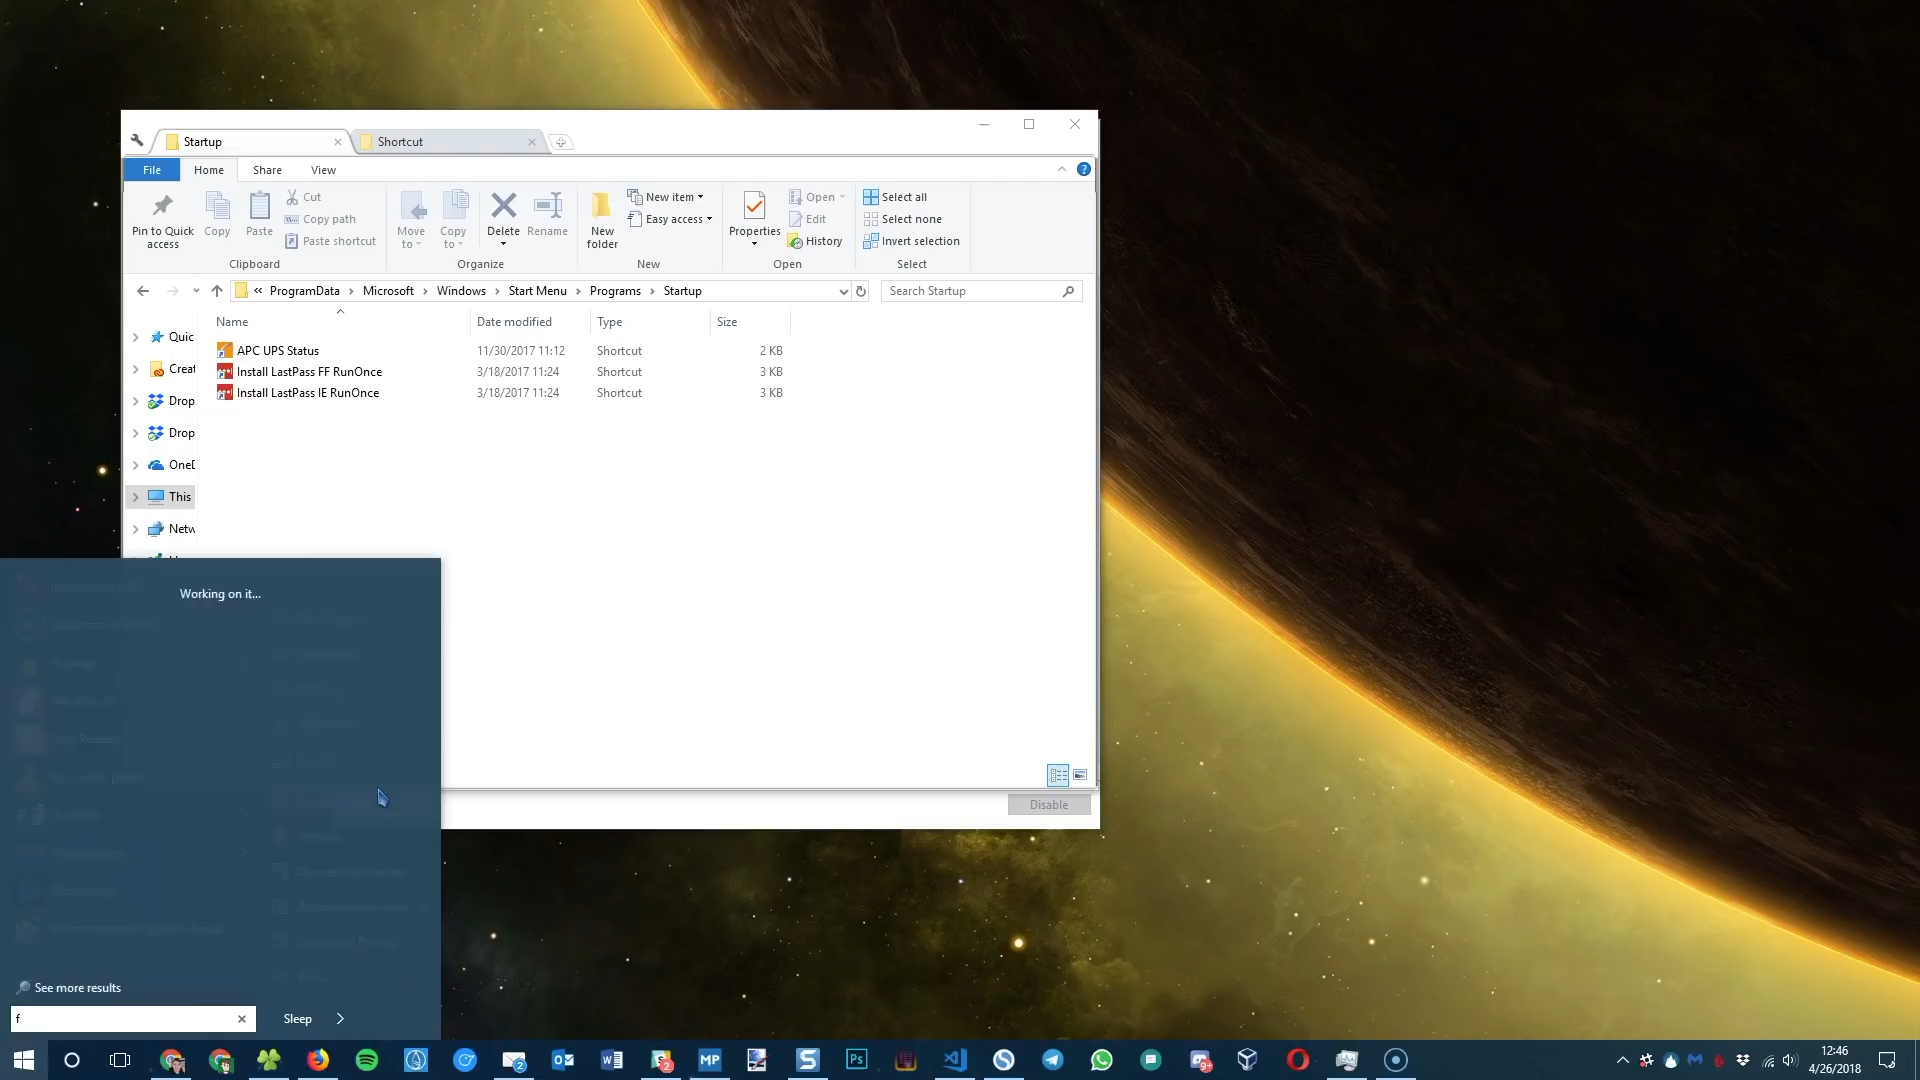 Startup
Shortcut
File
Home
Share
View
Pin to Quick access
Copy
Paste
Cut
Copy path
Paste shortcut
Clipboard
Move to
Copy to
Delete
Rename
Organize
New folder
New item
Easy access
New
Properties
Open
Edit
History
Open
Select all
Select none
Invert selection
Select
« ProgramData > Microsoft > Windows > Start Menu > Programs > Startup
Search Startup
Name Date modified Type Size
APC UPS Status 11/30/2017 11:12 Shortcut 2 KB
Install LastPass FF RunOnce 3/18/2017 11:24 Shortcut 3 KB
Install LastPass IE RunOnce 3/18/2017 11:24 Shortcut 3 KB
Quic
Creat
Drop
Drop
OneD
This
Netw
Disable
Working on it...
See more results
f
Sleep
2
W
2
MP
S
Ps
9+
12:46
4/26/2018